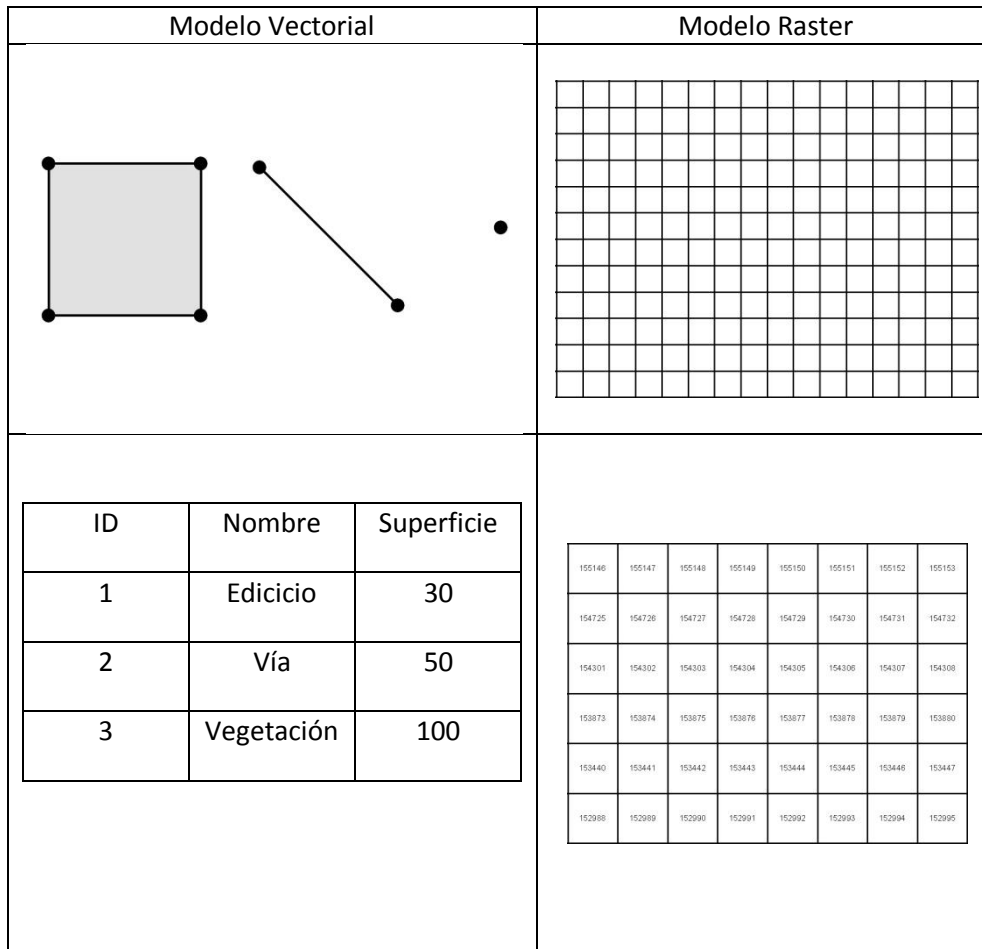 Modelo Vectorial Modelo Raster
ID Nombre Superficie
1 Edicicio 30
2 Vía 50
3 Vegetación 100
155146 155147 155148 155149 155150 155151 155152 155153
154725 154726 154727 154728 154729 154730 154731 154732
154301 154302 154303 154304 154305 154306 154307 154308
153873 153874 153875 153876 153877 153878 153879 153880
153440 153441 153442 153443 153444 153445 153446 153447
152988 152989 152990 152991 152992 152993 152994 152995